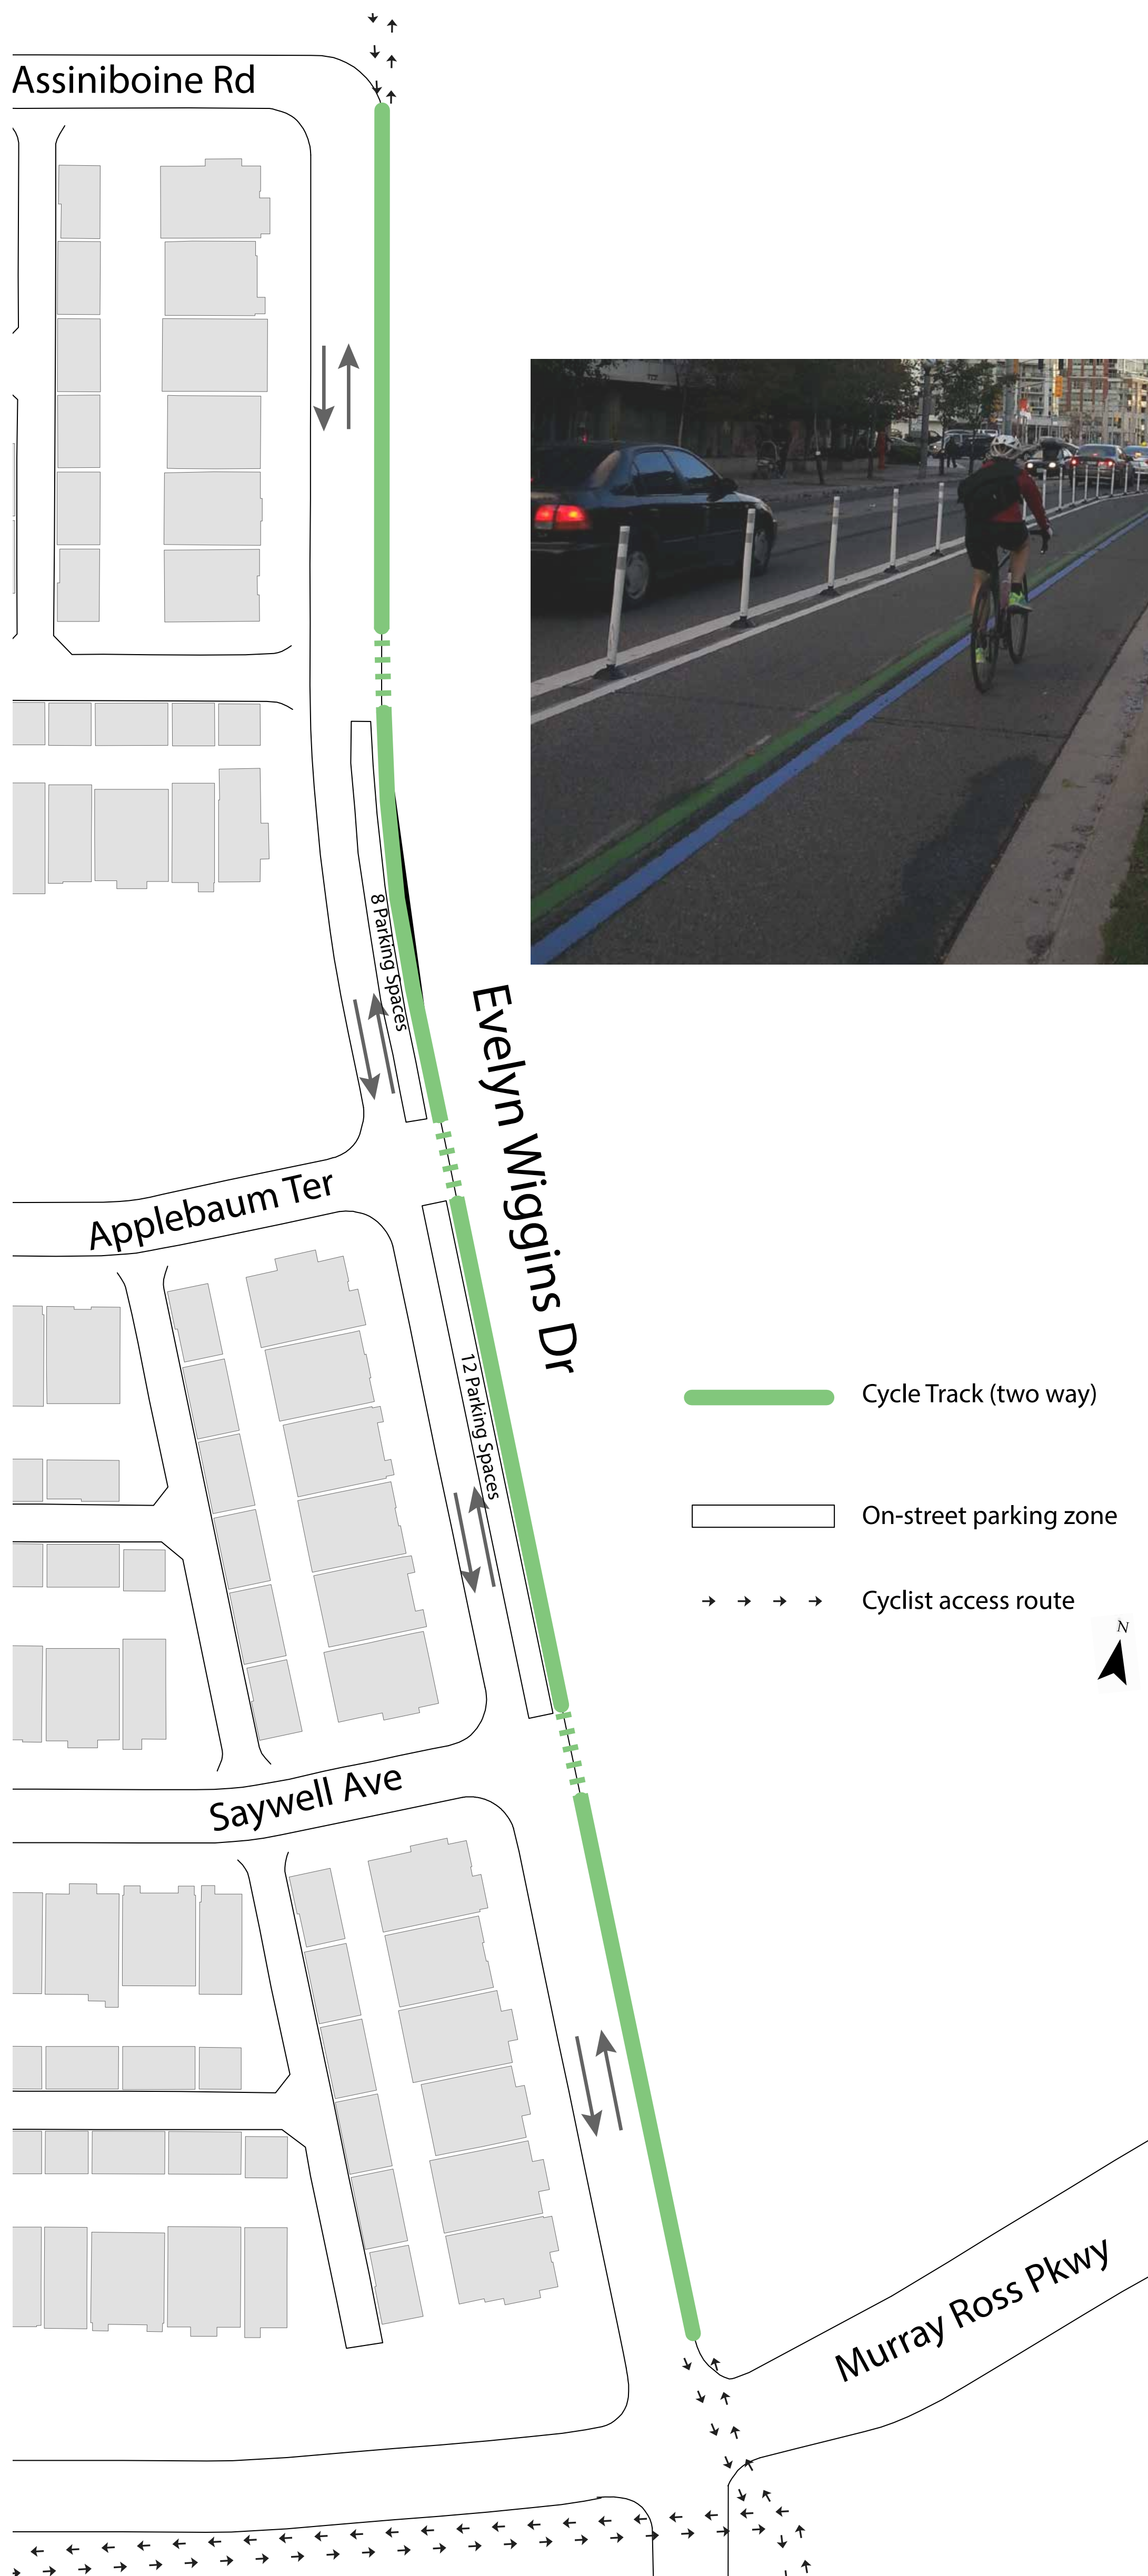 Assiniboine Rd
8 Parking Spaces
Evelyn Wiggins Dr
Applebaum Ter
12 Parking Spaces
Cycle Track (two way)
On-street parking zone
Cyclist access route
N
Saywell Ave
Murray Ross Pkwy